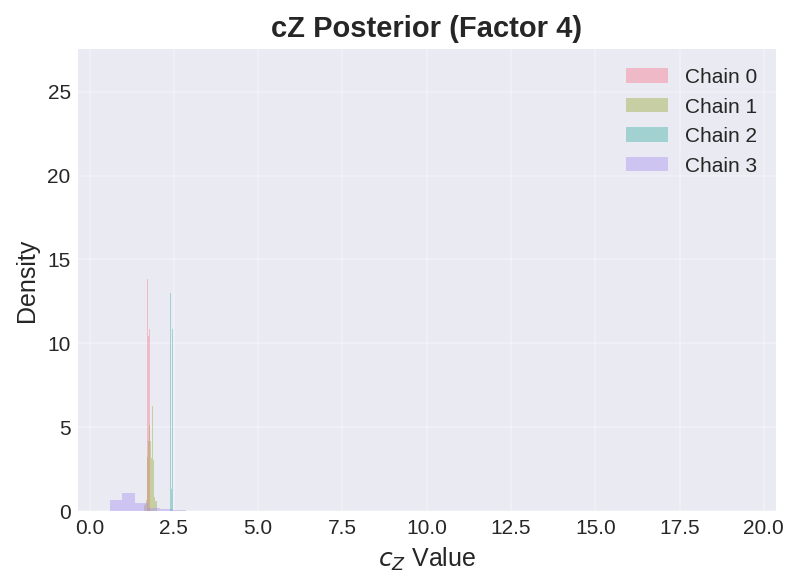 cZ Posterior (Factor 4)
Chain 0
Chain 1
Chain 2
Chain 3
Density
25
20
15
10
5
0
0.0 2.5 5.0 7.5 10.0 12.5 15.0 17.5 20.0
c_Z Value